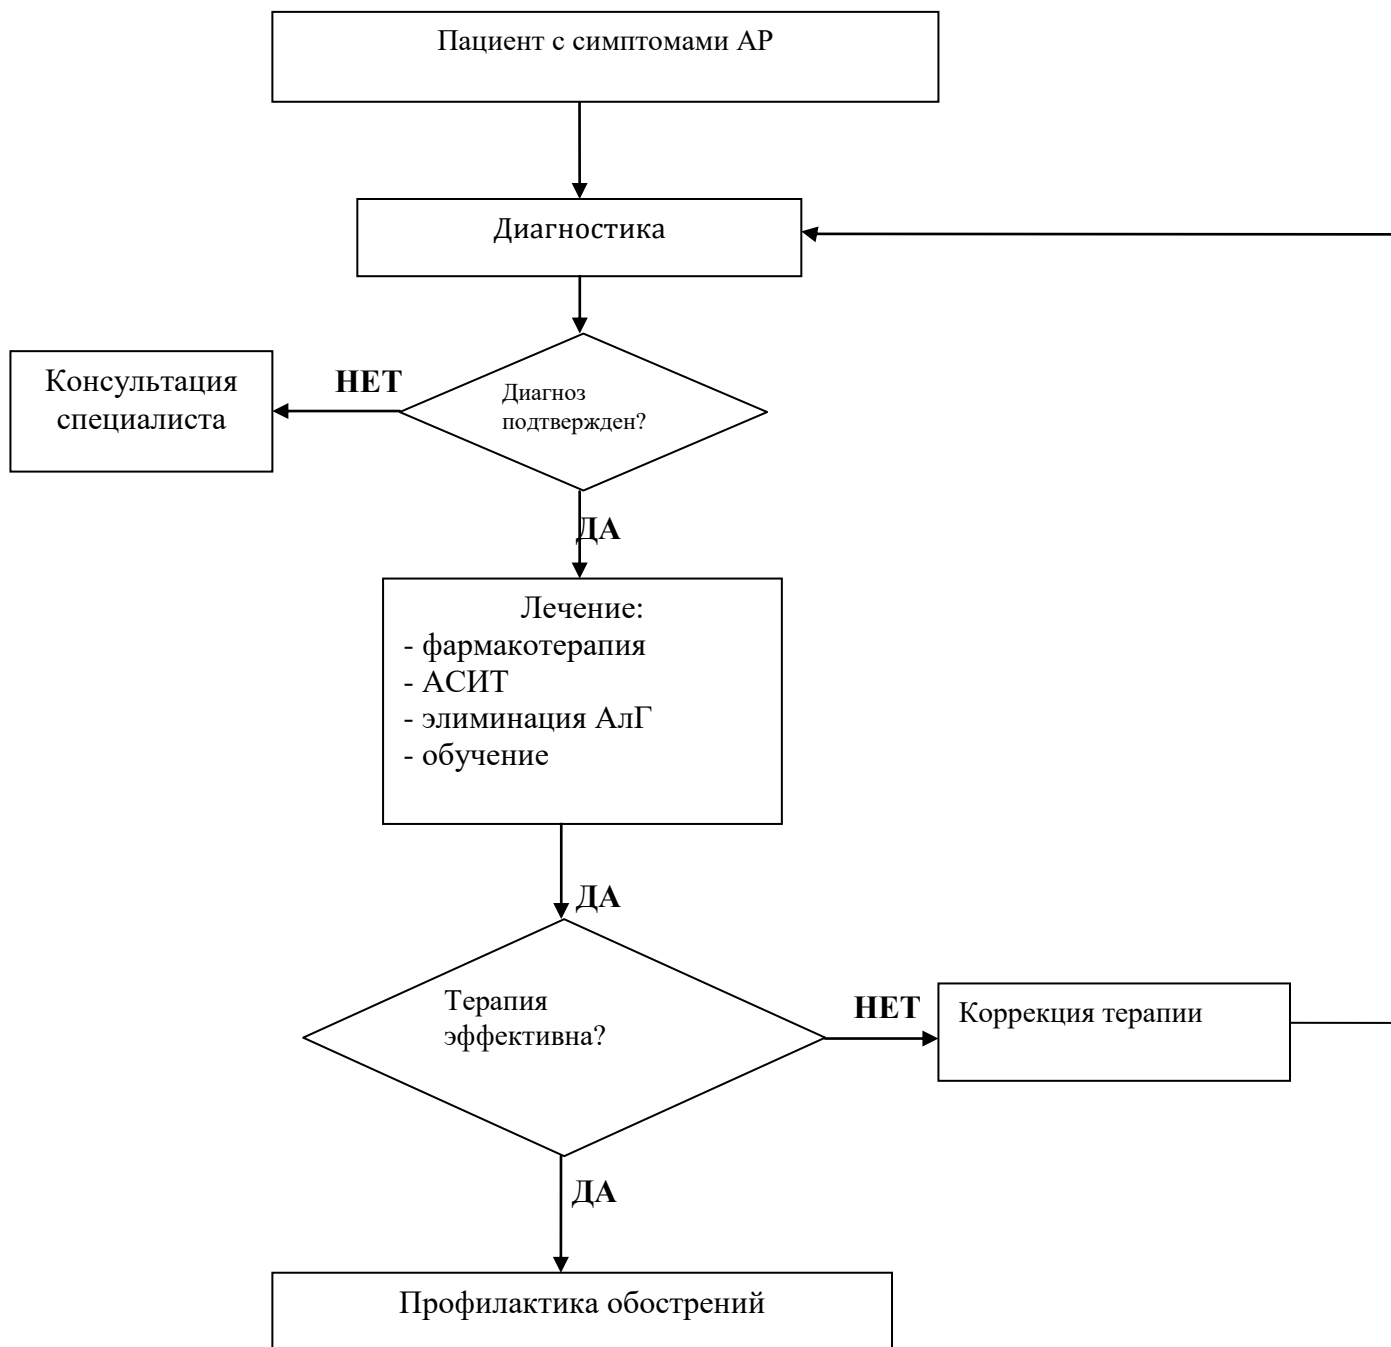 Пациент с симптомами АР
Диагностика
Консультация
специалиста
НЕТ
Диагноз
подтвержден?
ДА
Лечение:
- фармакотерапия
- АСИТ
- элиминация АлГ
- обучение
ДА
Терапия
эффективна?
НЕТ
Коррекция терапии
ДА
Профилактика обострений